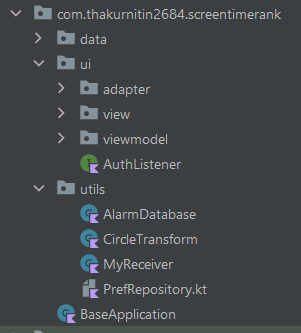 com.thakurnitin2684.screentimerank
data
ui
adapter
view
viewmodel
AuthListener
utils
AlarmDatabase
CircleTransform
MyReceiver
PrefRepository.kt
BaseApplication